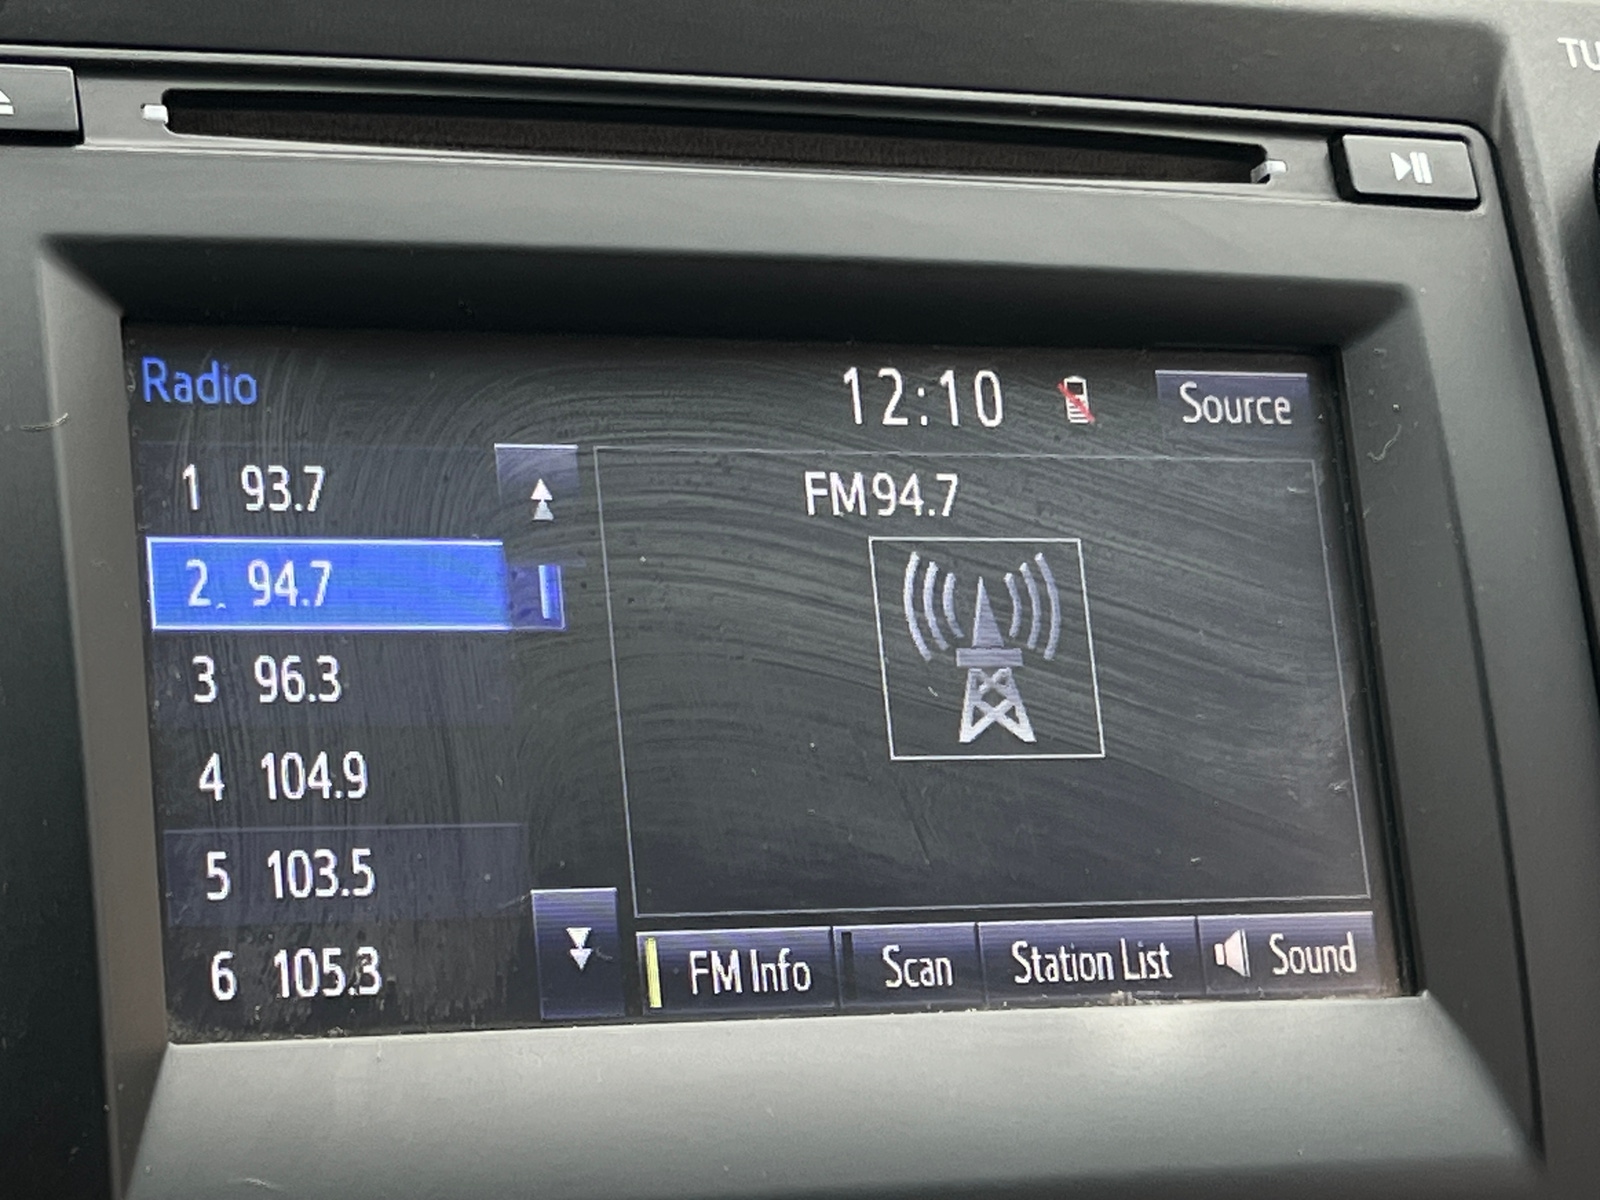 TU
Radio
12:10
Source
1 93.7
2 94.7
3 96.3
4 104.9
5 103.5
6 105.3
FM94.7
FM Info
Scan
Station List
Sound